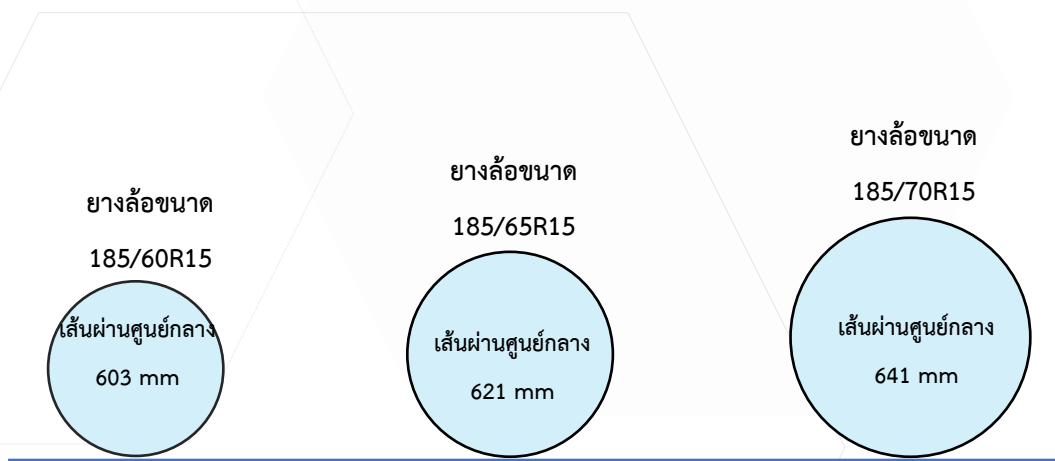 ยางล้อขนาด
185/60R15
เส้นผ่านศูนย์กลาง
603 mm
ยางล้อขนาด
185/65R15
เส้นผ่านศูนย์กลาง
621 mm
ยางล้อขนาด
185/70R15
เส้นผ่านศูนย์กลาง
641 mm